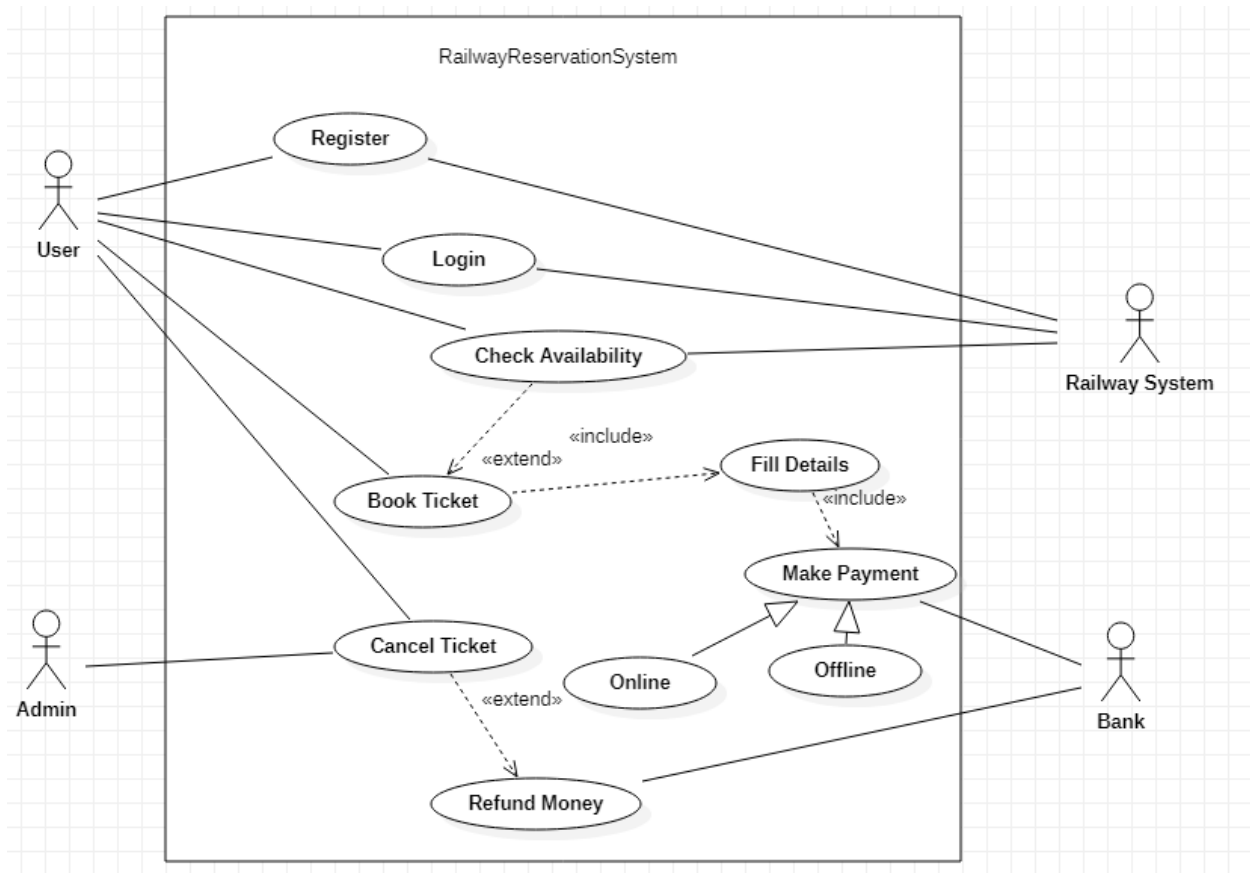 RailwayReservationSystem
Register
User
Login
Check Availability
Railway System
«include»
«extend»
Fill Details
Book Ticket
«include»
Make Payment
Cancel Ticket
Online
Offline
«extend»
Admin
Bank
Refund Money